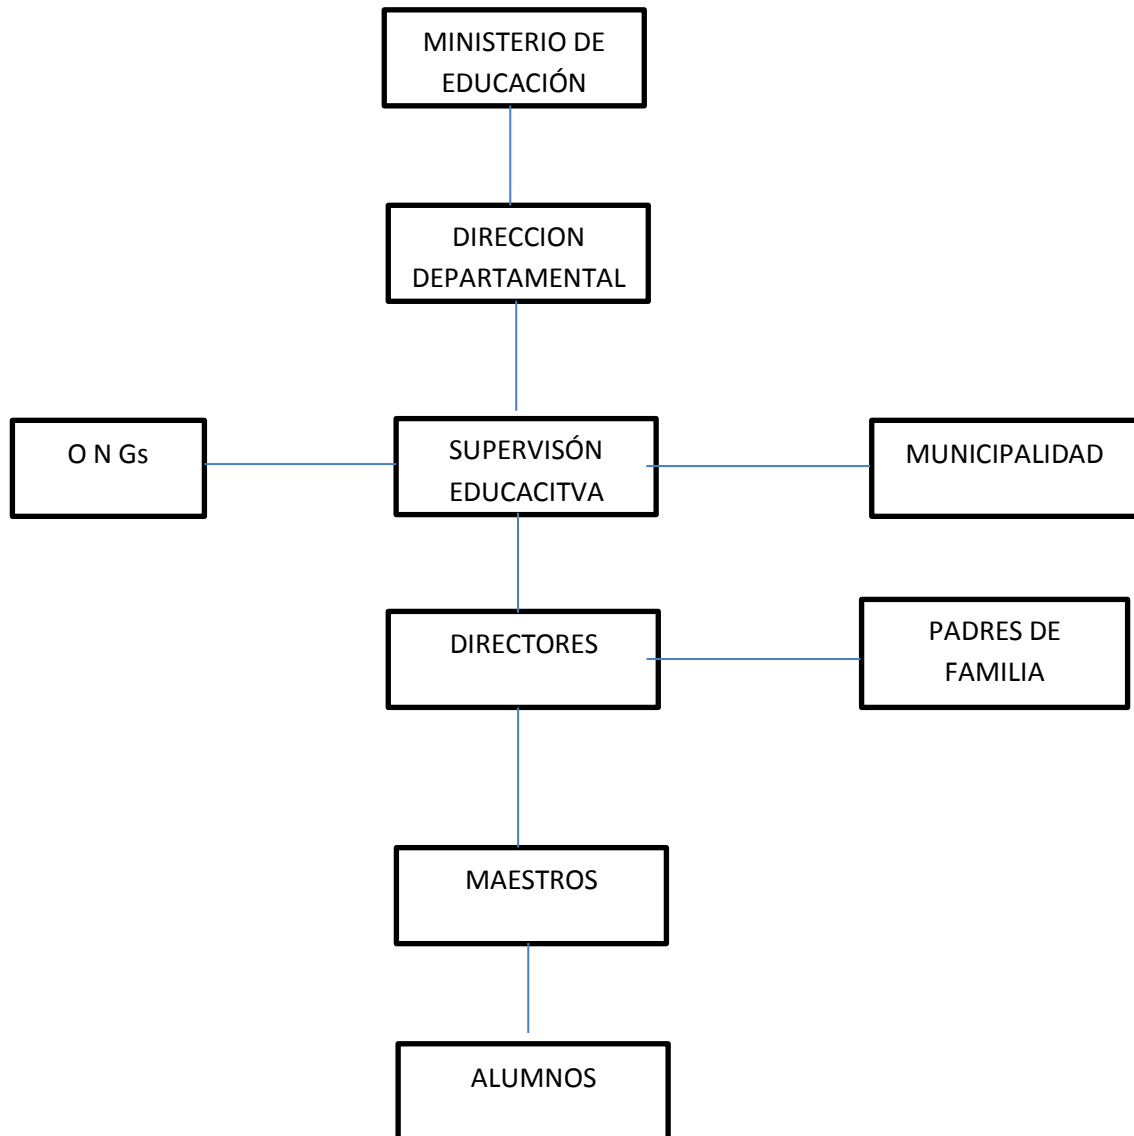 MINISTERIO DE
EDUCACIÓN
DIRECCION
DEPARTAMENTAL
O N Gs
SUPERVISÓN
EDUCACITVA
MUNICIPALIDAD
DIRECTORES
PADRES DE
FAMILIA
MAESTROS
ALUMNOS